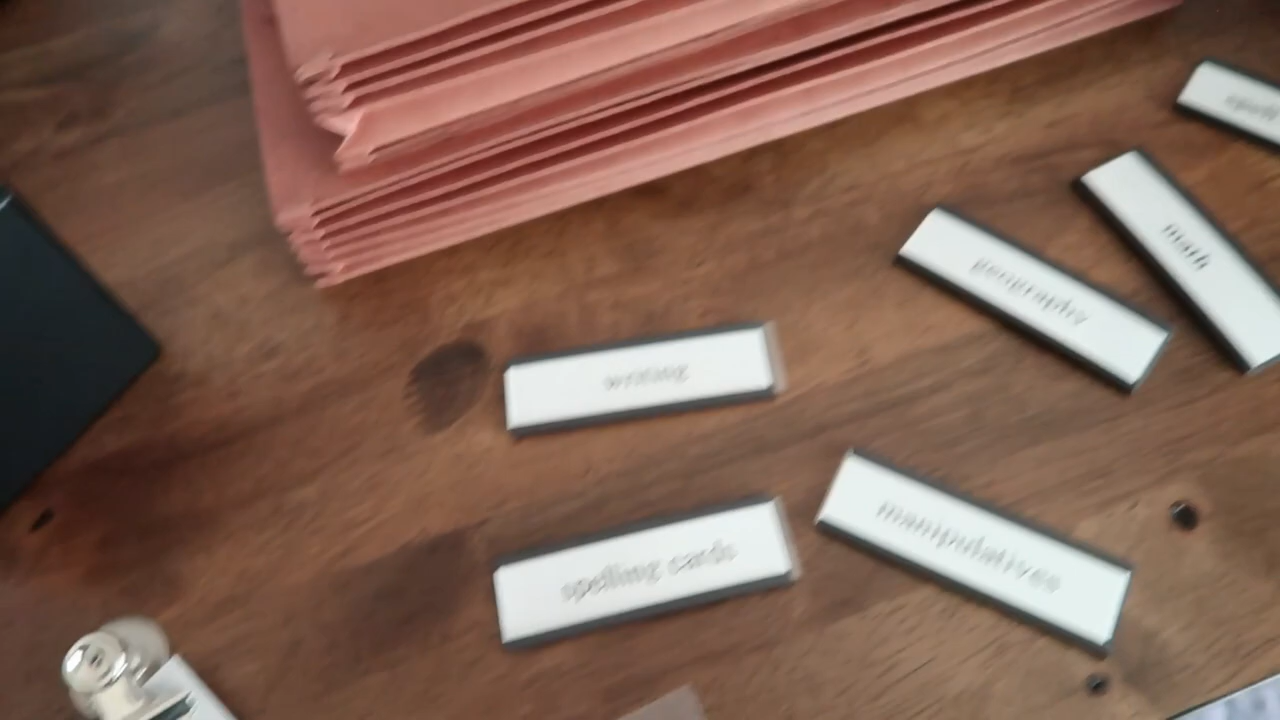 math
geography
writing
manipulatives
spelling cards